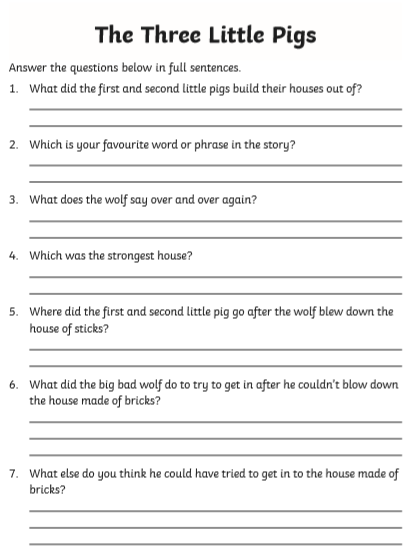 The Three Little Pigs
Answer the questions below in full sentences.
1. What did the first and second little pigs build their houses out of?
2. Which is your favourite word or phrase in the story?
3. What does the wolf say over and over again?
4. Which was the strongest house?
5. Where did the first and second little pig go after the wolf blew down the
house of sticks?
6. What did the big bad wolf do to try to get in after he couldn't blow down
the house made of bricks?
7. What else do you think he could have tried to get in to the house made of
bricks?